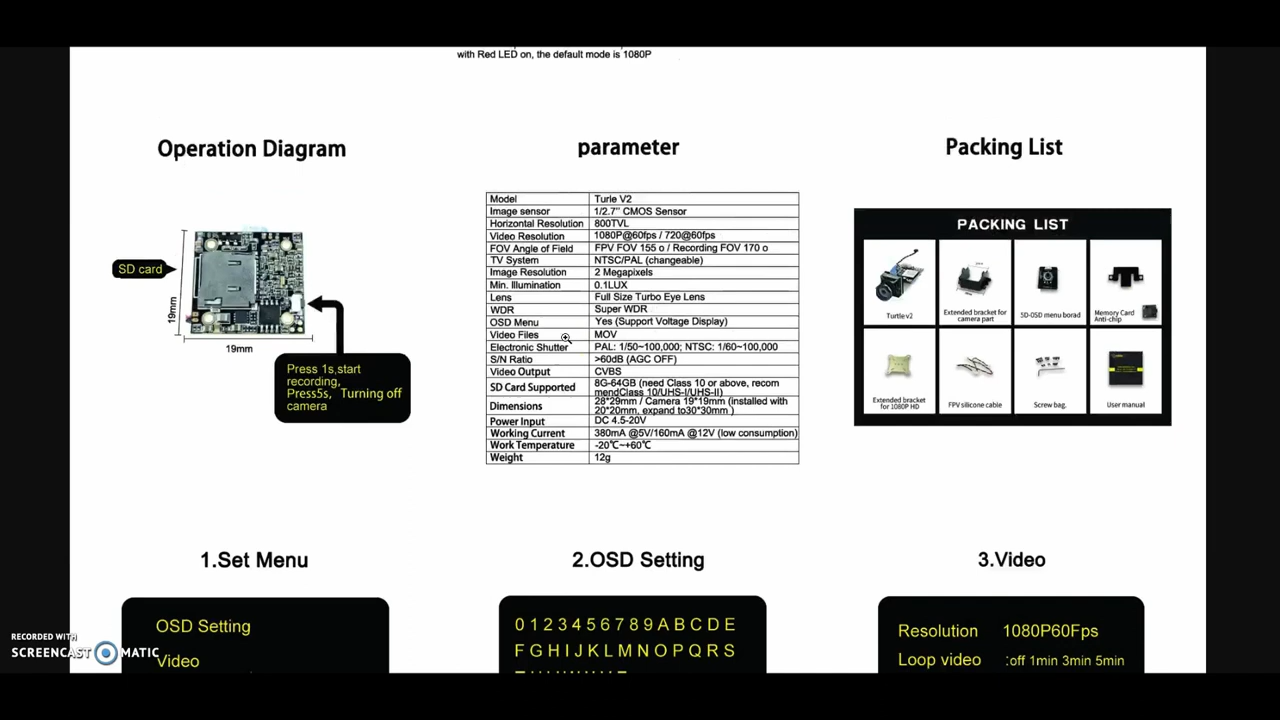 with Red LED on, the default mode is 1080P
Operation Diagram
SD card
19mm
19mm
Press 1s,start
recording,
Press5s, Turning off
camera
parameter
Model Turle V2
Image sensor 1/2.7'' CMOS Sensor
Horizontal Resolution 800TVL
Video Resolution 1080P@60fps / 720@60fps
FOV Angle of Field FPV FOV 155 o / Recording FOV 170 o
TV System NTSC/PAL (changeable)
Image Resolution 2 Megapixels
Min. Illumination 0.1LUX
Lens Full Size Turbo Eye Lens
WDR Super WDR
OSD Menu Yes (Support Voltage Display)
Video Files MOV
Electronic Shutter PAL: 1/50~100,000; NTSC: 1/60~100,000
S/N Ratio >60dB (AGC OFF)
Video Output CVBS
SD Card Supported 8G-64GB (need Class 10 or above, recom
mendClass 10/UHS-I/UHS-II)
Dimensions 28*29mm / Camera 19*19mm (installed with
20*20mm, expand to30*30mm )
Power Input DC 4.5-20V
Working Current 380mA @5V/160mA @12V (low consumption)
Work Temperature -20℃~+60℃
Weight 12g
Packing List
PACKING LIST
Turtle v2
Extended bracket for
camera part
5D-OSD menu borad
Memory Card
Anti-chip
Extended bracket
for 1080P HD
FPV silicone cable
Screw bag.
User manual
1.Set Menu
OSD Setting
Video
2.OSD Setting
0 1 2 3 4 5 6 7 8 9 A B C D E
F G H I J K L M N O P Q R S
3.Video
Resolution 1080P60Fps
Loop video :off 1min 3min 5min
RECORDED WITH
SCREENCAST MATIC